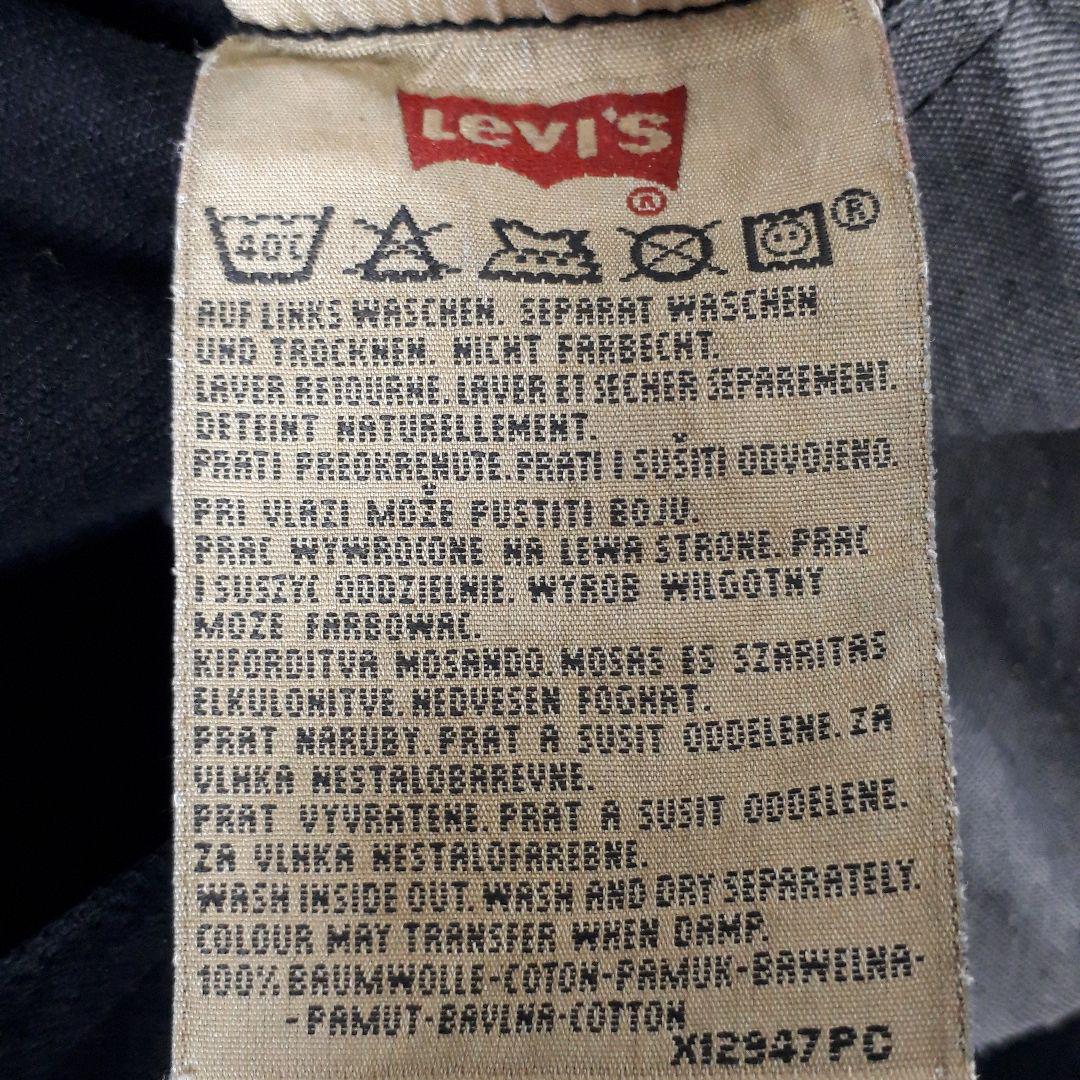 Levi's
®
40C
®
AUF LINKS WASCHEN. SEPARAT WASCHEN
UND TROCKNEN. NICHT FARBECHT.
LAVER RETOURNE. LAVER ET SECHER SEPAREMENT.
DETEINT NATURELLEMENT.
PRATI PREOKRENUTE. PRATI I SUŠITI ODVOJENO.
PRI VLAZI MOŽE PUSTITI BOJU.
PRAC WYWROCONE NA LEWA STRONE. PRAC
I SUSZYC ODDZIELNIE. WYROB WILGOTNY
MOZE FARBOWAC.
KIFORDITVA MOSANDO. MOSAS ES SZARITAS
ELKULONITVE. NEDVESEN FOGHAT.
PRAT NARUBY. PRAT A SUSIT ODDELENE. ZA
VLHKA NESTALOBAREVNE.
PRAT VYVRATENE. PRAT A SUSIT ODDELENE.
ZA VLHKA NESTALOFAREBNE.
WASH INSIDE OUT. WASH AND DRY SEPARATELY.
COLOUR MAY TRANSFER WHEN DAMP.
100% BAUMWOLLE-COTON-PAMUK-BAWELNA-
-PAMUT-BAVLNA-COTTON
X12947PC